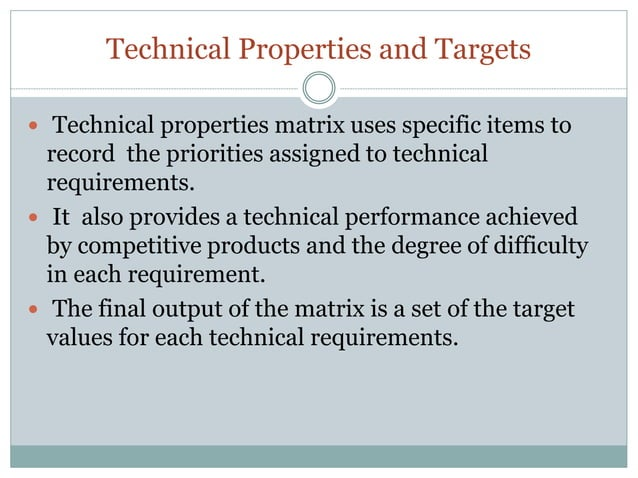 Technical Properties and Targets
• Technical properties matrix uses specific items to
record the priorities assigned to technical
requirements.
• It also provides a technical performance achieved
by competitive products and the degree of difficulty
in each requirement.
• The final output of the matrix is a set of the target
values for each technical requirements.